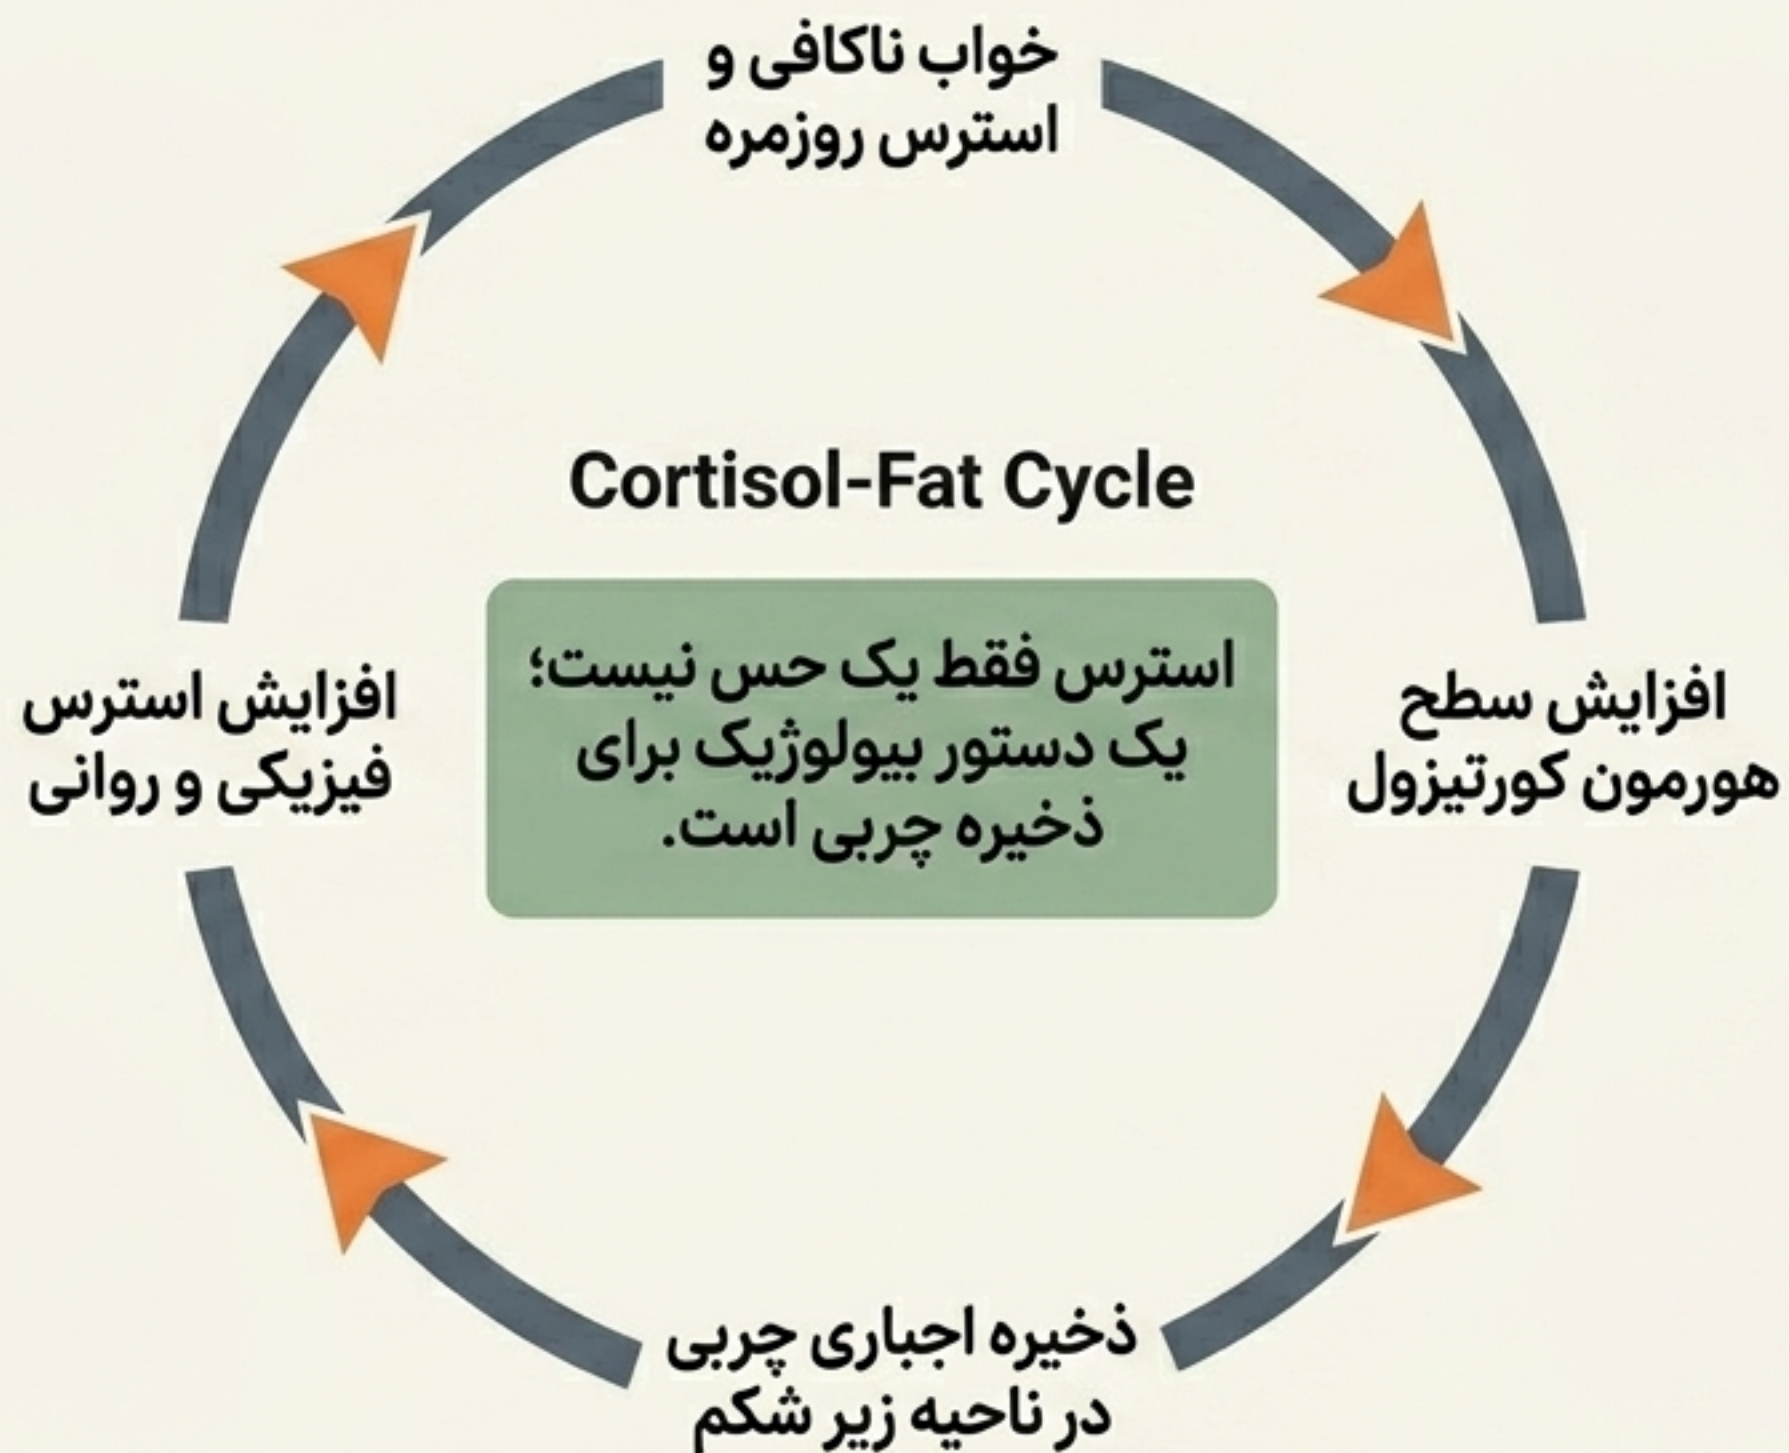 خواب ناکافی و
استرس روزمره
Cortisol-Fat Cycle
استرس فقط یک حس نیست؛
یک دستور بیولوژیک برای
ذخیره چربی است.
افزایش سطح
هورمون کورتیزول
ذخیره اجباری چربی
در ناحیه زیر شکم
افزایش استرس
فیزیکی و روانی